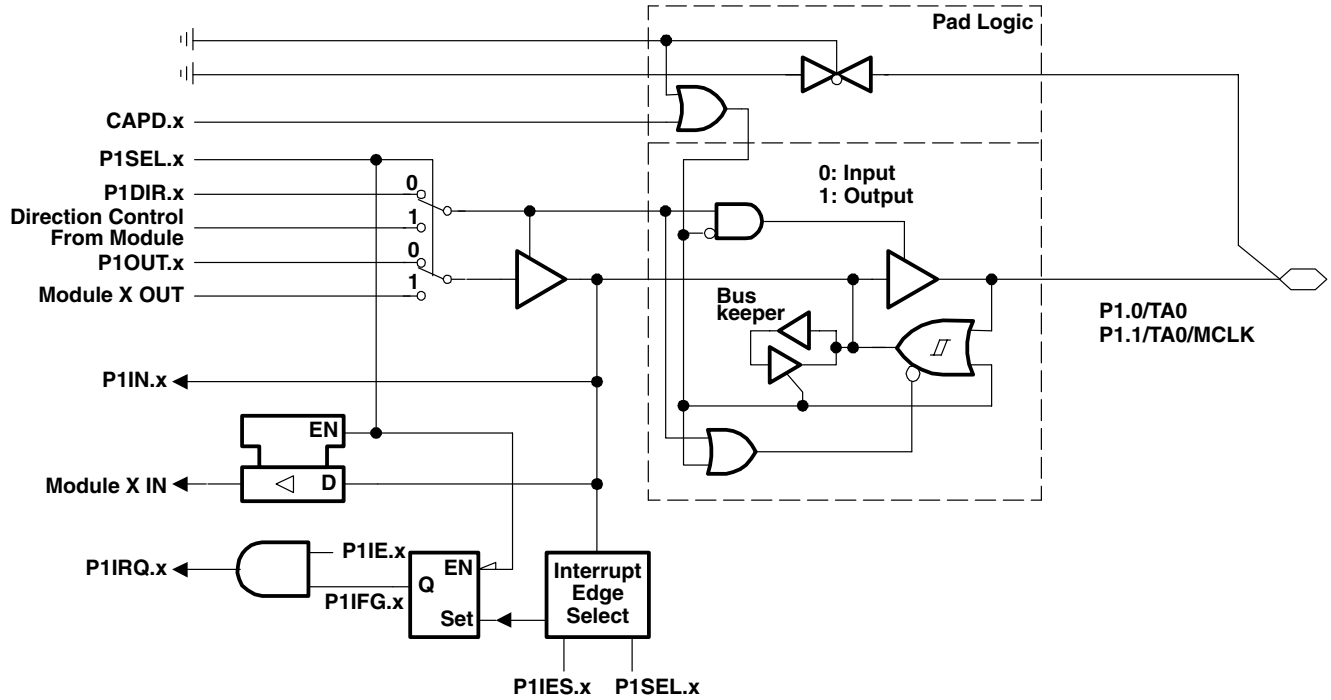 Pad Logic
CAPD.x
P1SEL.x
0
P1DIR.x
Direction Control
From Module
1
0
P1OUT.x
1
Module X OUT
0: Input
1: Output
Bus
keeper
P1.0/TA0
P1.1/TA0/MCLK
P1IN.x
EN
Module X IN
D
P1IRQ.x
P1IE.x
P1IFG.x
EN
Q
Set
Interrupt
Edge
Select
P1IES.x
P1SEL.x